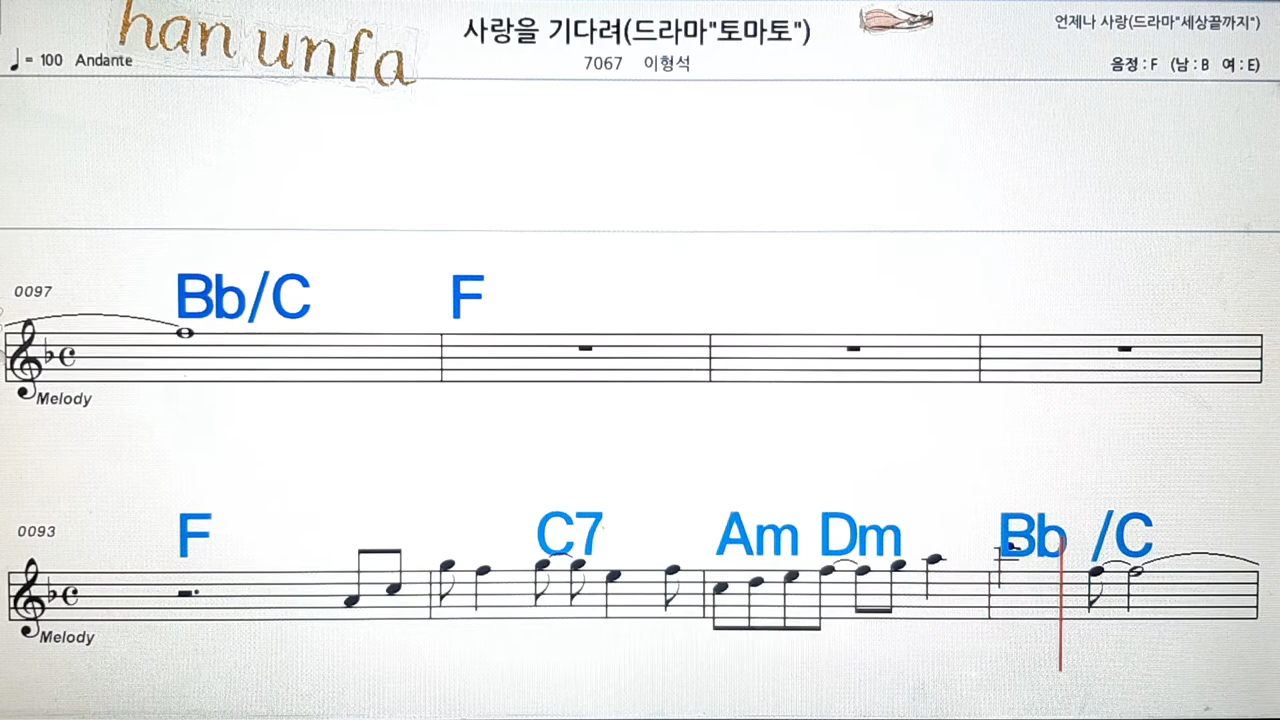 han unfa
사랑을 기다려(드라마"토마토")
언제나 사랑(드라마"세상끝까지")
♩= 100 Andante
7067 이형석
음정 : F (남 : B 여 : E)
Bb/C F
0097
Melody
F C7 Am Dm Bb /C
0093
Melody